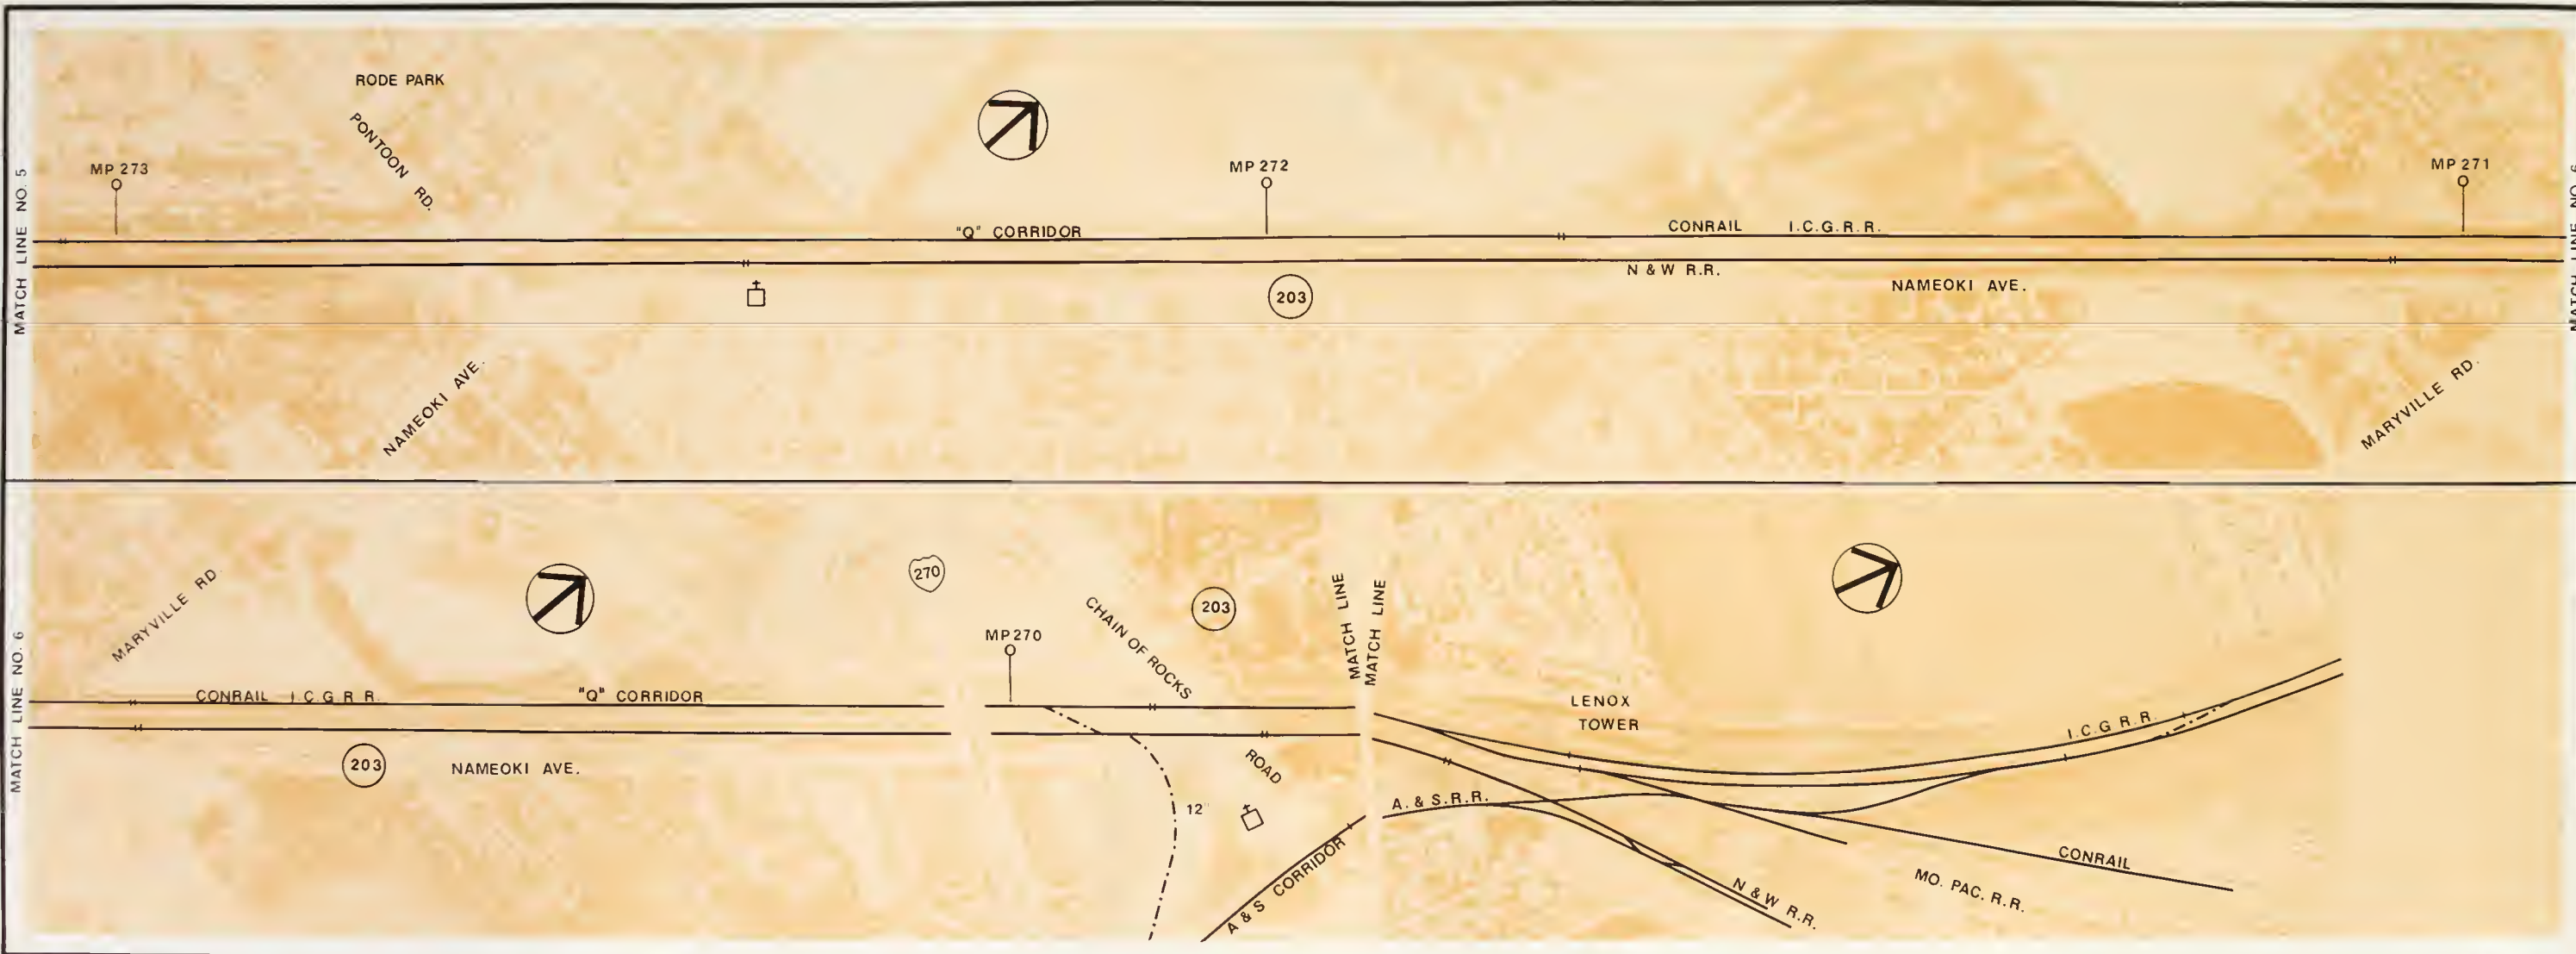 RODE PARK
PONTOON RD.
MP 273
MP 272
MP 271
MATCH LINE NO. 5
"Q" CORRIDOR
CONRAIL I.C.G.R.R.
N & W R.R.
203
NAMEOKI AVE.
NAMEOKI AVE.
MARYVILLE RD.
MATCH LINE NO. 6
MATCH LINE NO. 6
MARYVILLE RD.
270
203
CHAIN OF ROCKS
MATCH LINE
MATCH LINE
MP 270
CONRAIL I.C.G.R.R.
"Q" CORRIDOR
LENOX
TOWER
I.C.G R.R.
203
NAMEOKI AVE.
ROAD
12"
A. & S.R.R.
A & S CORRIDOR
CONRAIL
MO. PAC. R.R.
N & W R.R.